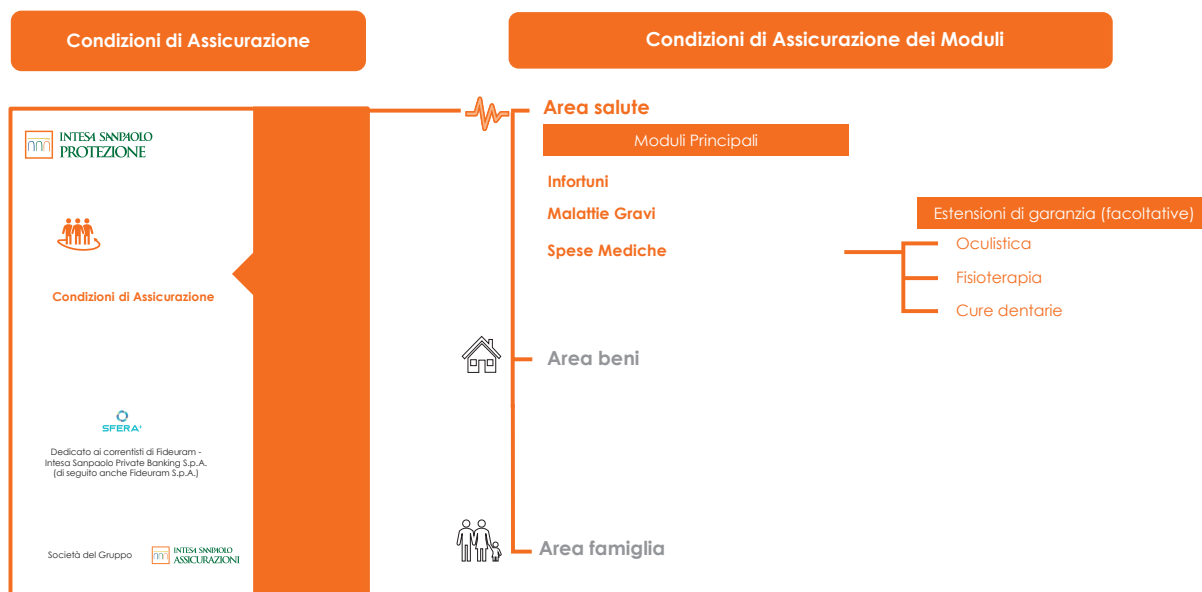 Condizioni di Assicurazione
Condizioni di Assicurazione dei Moduli
INTESA SANPAOLO
PROTEZIONE
Condizioni di Assicurazione
SFERA
Dedicato ai correntisti di Fideuram -
Intesa Sanpaolo Private Banking S.p.A.
(di seguito anche Fideuram S.p.A.)
Società del Gruppo
INTESA SANPAOLO
ASSICURAZIONI
Area salute
Moduli Principali
Infortuni
Malattie Gravi
Spese Mediche
Estensioni di garanzia (facoltative)
Oculistica
Fisioterapia
Cure dentarie
Area beni
Area famiglia